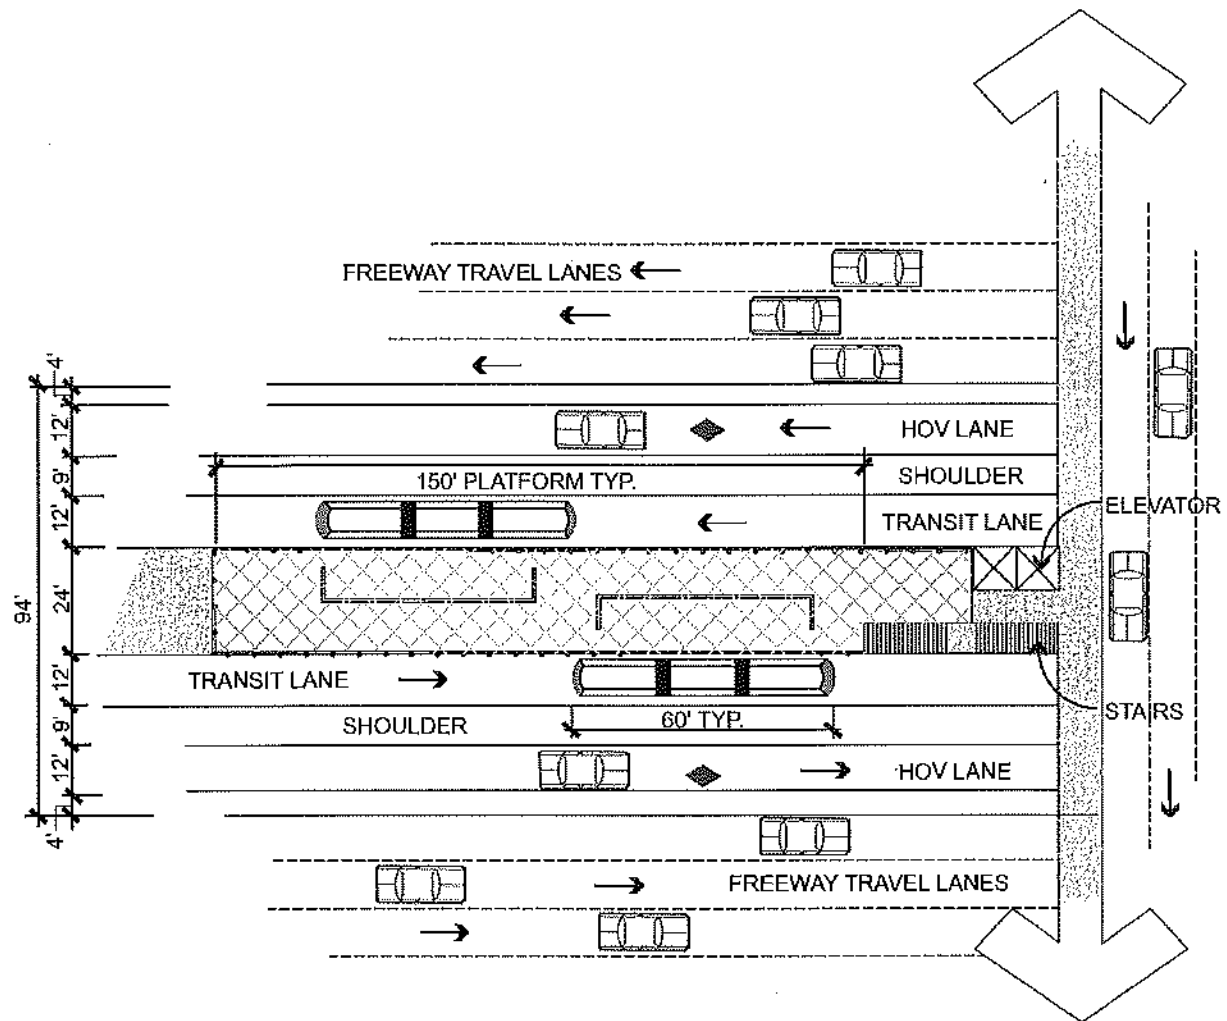 FREEWAY TRAVEL LANES
4'
12'
HOV LANE
9'
150' PLATFORM TYP.
SHOULDER
12'
TRANSIT LANE
ELEVATOR
94'
24'
12'
TRANSIT LANE
STAIRS
9'
SHOULDER
60' TYP.
12'
HOV LANE
4'
FREEWAY TRAVEL LANES